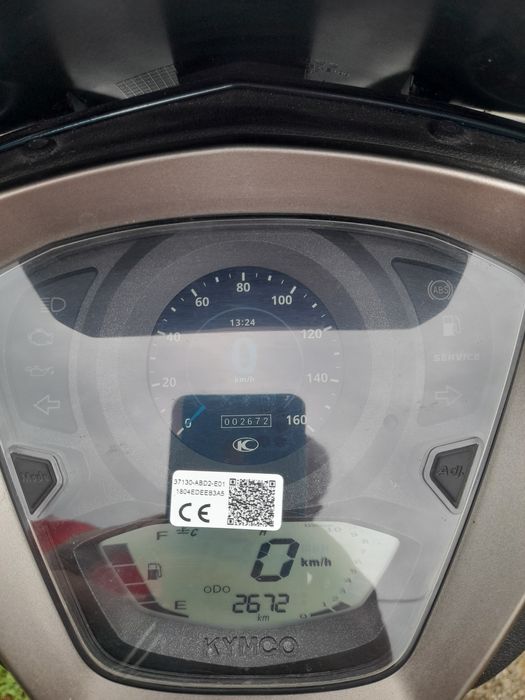 80
60 100
13:24
40 120
ABS
0
km/h
SERVICE
20 140
0 002672 160
K
Mode Adj.
37130-ABD2-E01
1804EDEEB3A5
CE
F C H
0 km/h
ODO
E 2672
km
KYMCO